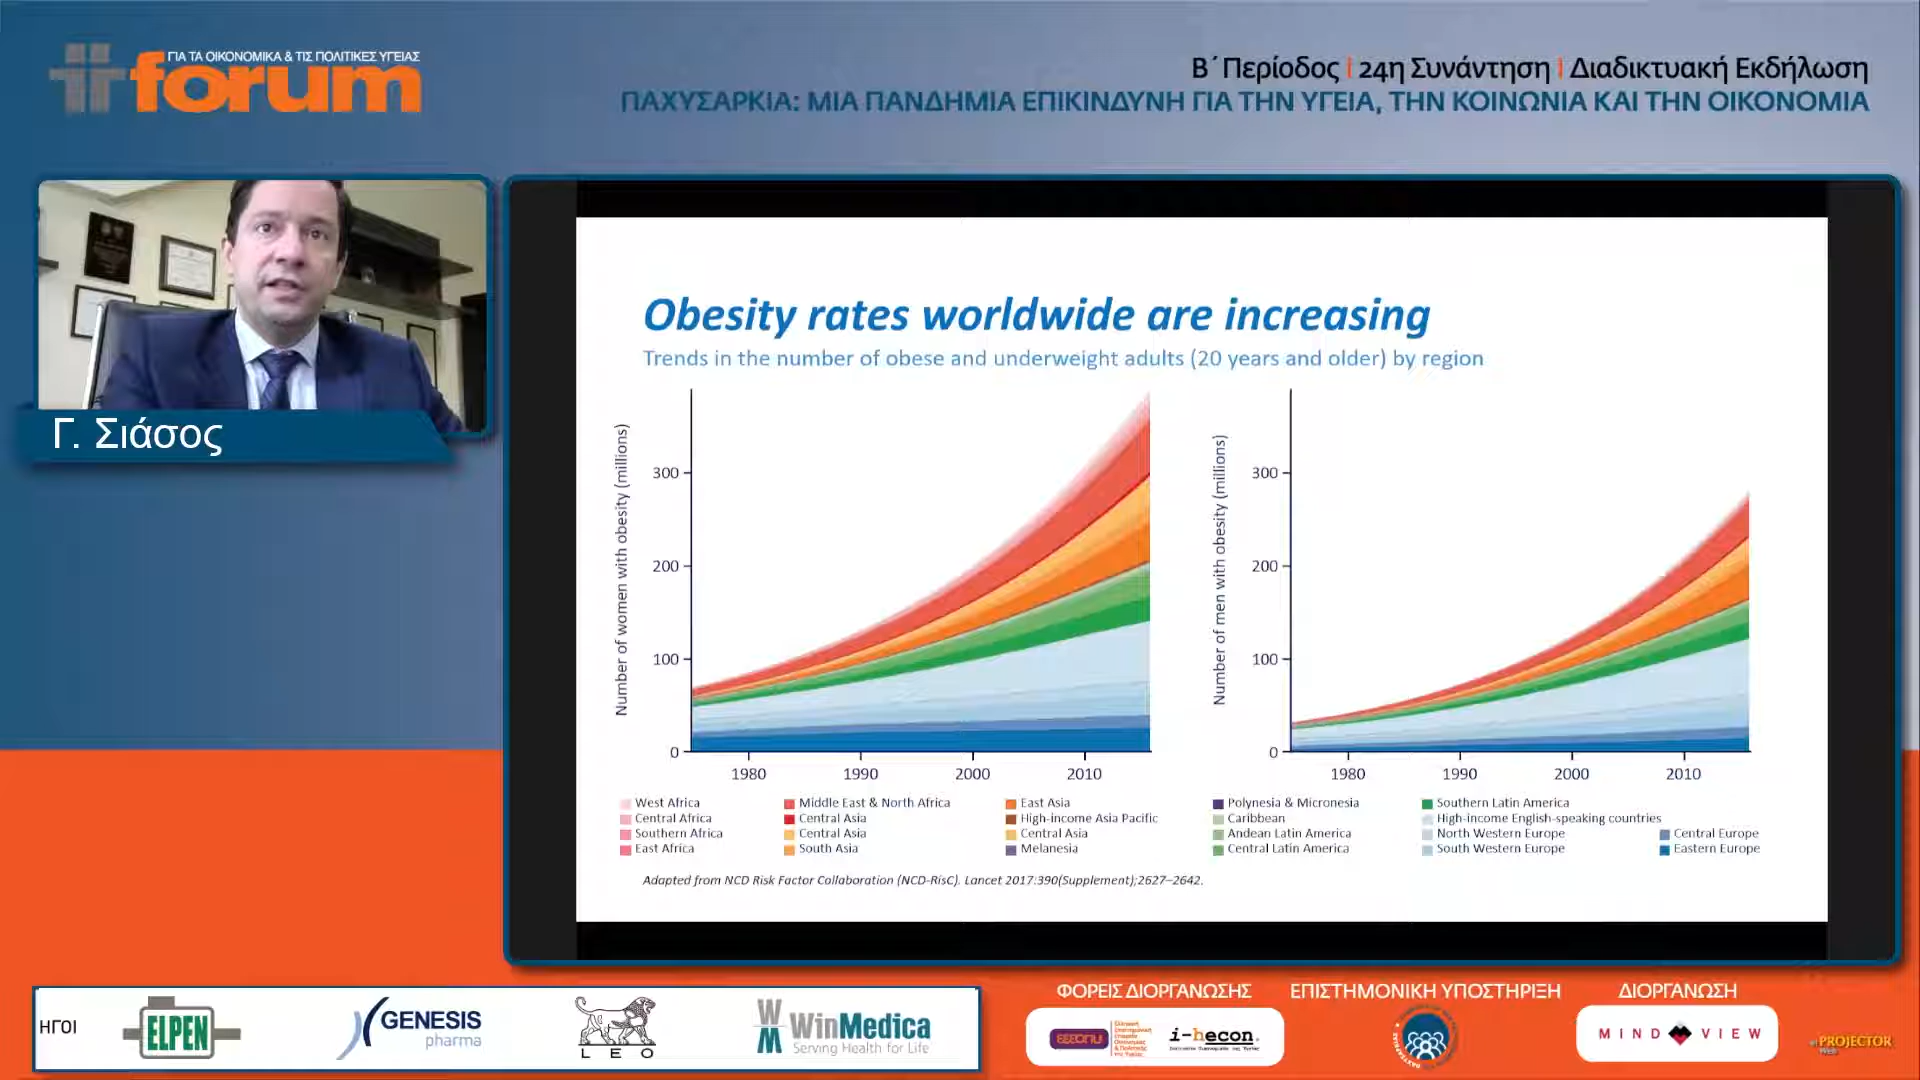 ΓΙΑ ΤΑ ΟΙΚΟΝΟΜΙΚΑ & ΤΙΣ ΠΟΛΙΤΙΚΕΣ ΥΓΕΙΑΣ
forum
Β΄ Περίοδος | 24η Συνάντηση | Διαδικτυακή Εκδήλωση
ΠΑΧΥΣΑΡΚΙΑ: ΜΙΑ ΠΑΝΔΗΜΙΑ ΕΠΙΚΙΝΔΥΝΗ ΓΙΑ ΤΗΝ ΥΓΕΙΑ, ΤΗΝ ΚΟΙΝΩΝΙΑ ΚΑΙ ΤΗΝ ΟΙΚΟΝΟΜΙΑ
Γ. Σιάσος
Obesity rates worldwide are increasing
Trends in the number of obese and underweight adults (20 years and older) by region
Number of women with obesity (millions)
300
200
100
0
1980 1990 2000 2010
Number of men with obesity (millions)
300
200
100
0
1980 1990 2000 2010
West Africa
Central Africa
Southern Africa
East Africa
Middle East & North Africa
Central Asia
Central Asia
South Asia
East Asia
High-income Asia Pacific
Central Asia
Melanesia
Polynesia & Micronesia
Caribbean
Andean Latin America
Central Latin America
Southern Latin America
High-income English-speaking countries
North Western Europe
South Western Europe
Central Europe
Eastern Europe
Adapted from NCD Risk Factor Collaboration (NCD-RisC). Lancet 2017:390(Supplement);2627–2642.
ΗΓΟΙ
ELPEN
GENESIS
pharma
LEO
WinMedica
Serving Health for Life
ΦΟΡΕΙΣ ΔΙΟΡΓΑΝΩΣΗΣ
i-hecon
ΕΠΙΣΤΗΜΟΝΙΚΗ ΥΠΟΣΤΗΡΙΞΗ
ΔΙΟΡΓΑΝΩΣΗ
MIND VIEW
PROJECTOR
Web